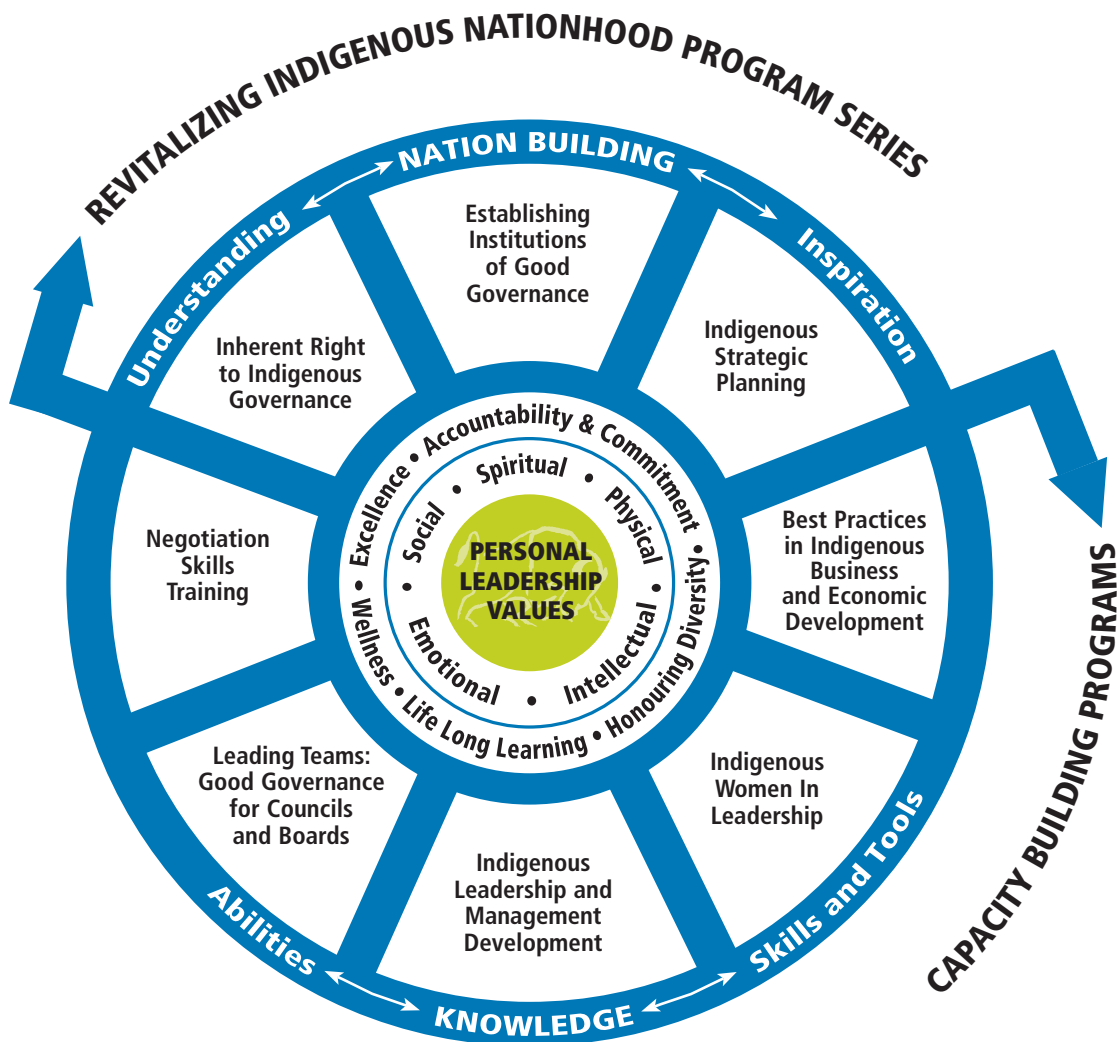 REVITALIZING INDIGENOUS NATIONHOOD PROGRAM SERIES
NATION BUILDING
Understanding
Inspiration
Establishing
Institutions
of Good
Governance
Inherent Right
to Indigenous
Governance
Indigenous
Strategic
Planning
Negotiation
Skills
Training
Best Practices
in Indigenous
Business
and Economic
Development
Leading Teams:
Good Governance
for Councils
and Boards
Indigenous
Women In
Leadership
Indigenous
Leadership and
Management
Development
• Excellence • Accountability & Commitment • Honouring Diversity • Life Long Learning • Wellness
• Social • Spiritual • Physical • Intellectual • Emotional
PERSONAL
LEADERSHIP
VALUES
Abilities
KNOWLEDGE
Skills and Tools
CAPACITY BUILDING PROGRAMS